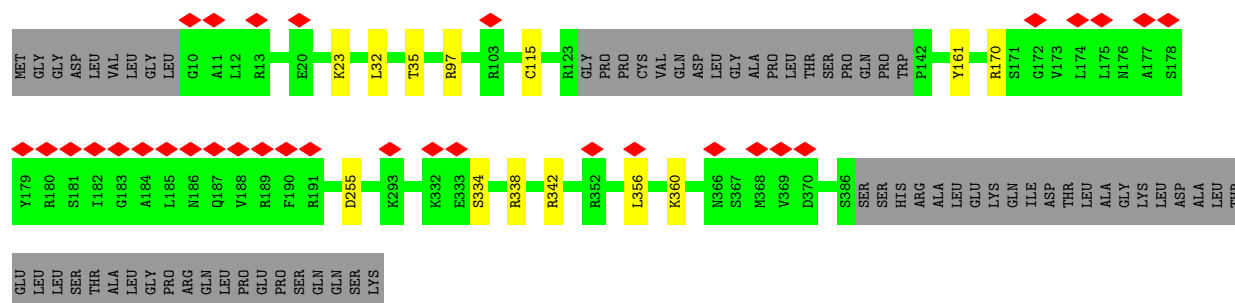 MET GLY GLY ASP LEU VAL LEU GLY LEU G10 A11 L12 R13 E20 K23 L32 T35 R97 R103 C115 R123 GLY PRO PRO CYS VAL GLN ASP LEU GLY ALA PRO LEU THR SER PRO GLN PRO TRP P142 Y161 R170 S171 G172 V173 L174 L175 N176 A177 S178
Y179 R180 S181 I182 G183 A184 L185 N186 Q187 V188 R189 F190 R191 D255 K293 K332 E333 S334 R338 R342 R352 L356 K360 N366 S367 M368 V369 D370 S386 SER SER HIS ARG ALA LEU GLU LYS GLN ILE ASP THR LEU ALA GLY LYS LEU ASP ALA LEU THR
GLU LEU LEU SER THR ALA LEU GLY PRO ARG GLN LEU PRO GLU PRO SER GLN GLN SER LYS